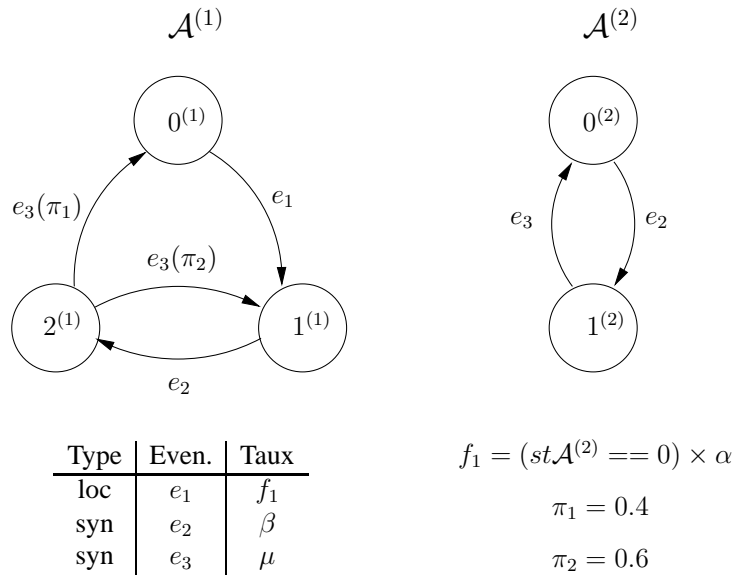 𝒜⁽¹⁾
𝒜⁽²⁾
0⁽¹⁾
0⁽²⁾
e₃(π₁)
e₁
e₃(π₂)
e₃
e₂
2⁽¹⁾
1⁽¹⁾
1⁽²⁾
e₂
Type Even. Taux
loc e₁ f₁
syn e₂ β
syn e₃ μ
f₁ = (st𝒜⁽²⁾ == 0) × α
π₁ = 0.4
π₂ = 0.6